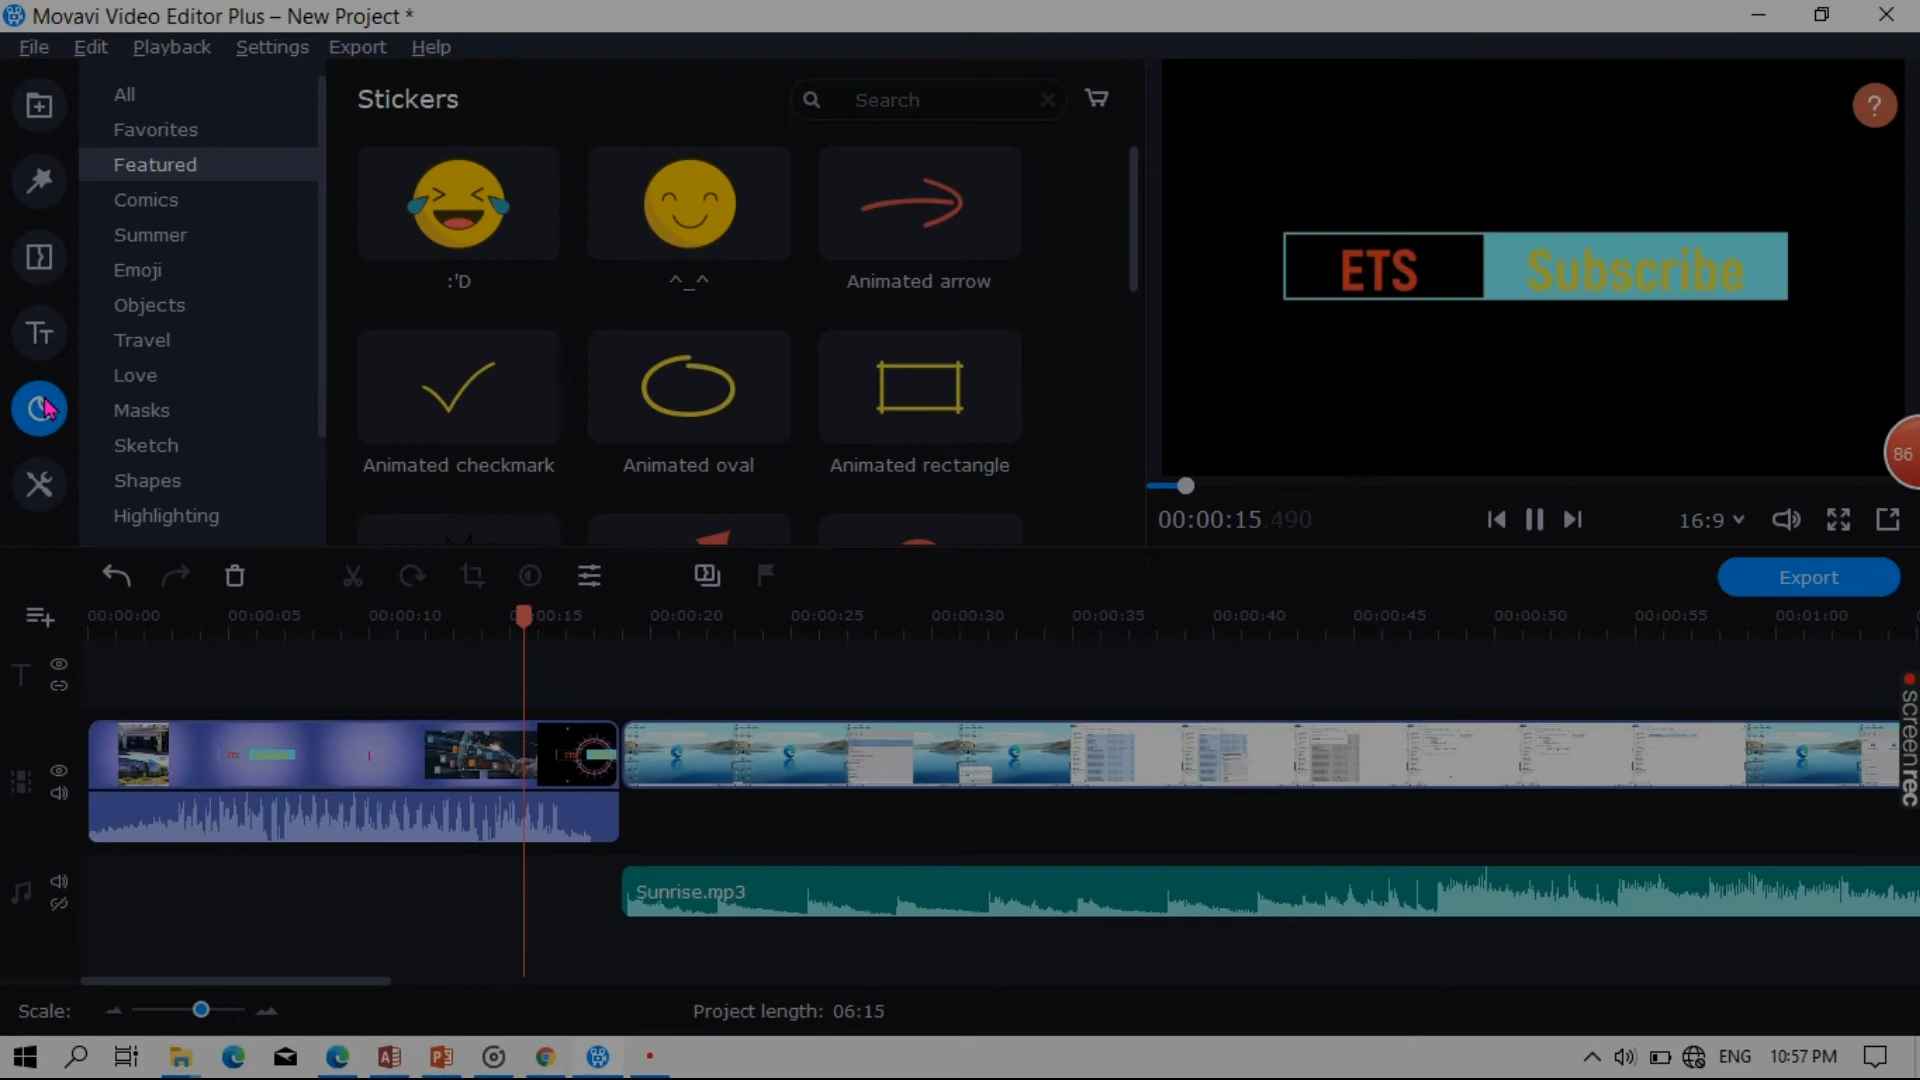 Movavi Video Editor Plus – New Project *
File Edit Playback Settings Export Help
All
Favorites
Featured
Comics
Summer
Emoji
Objects
Travel
Love
Masks
Sketch
Shapes
Highlighting
Stickers
Search
:'D
^_^
Animated arrow
Animated checkmark
Animated oval
Animated rectangle
?
ETS Subscribe
86
00:00:15.490
16:9
Export
00:00:00 00:00:05 00:00:10 00:00:15 00:00:20 00:00:25 00:00:30 00:00:35 00:00:40 00:00:45 00:00:50 00:00:55 00:01:00
Sunrise.mp3
screenrec
Scale:
Project length: 06:15
ENG 10:57 PM